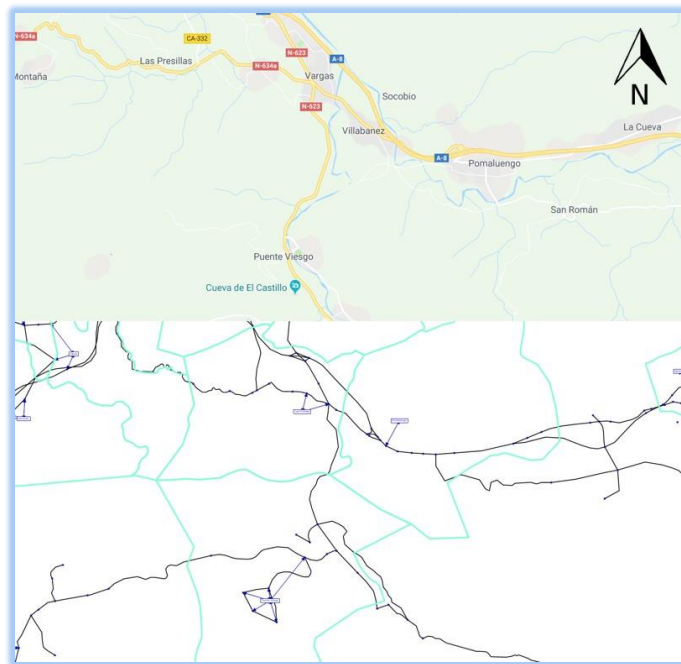 N-634a
CA-332
N-623
A-8
Las Presillas
N-634a
Vargas
Montaña
N-623
Socobio
N
Villabanez
La Cueva
A-8
Pomaluengo
San Román
Puente Viesgo
Cueva de El Castillo